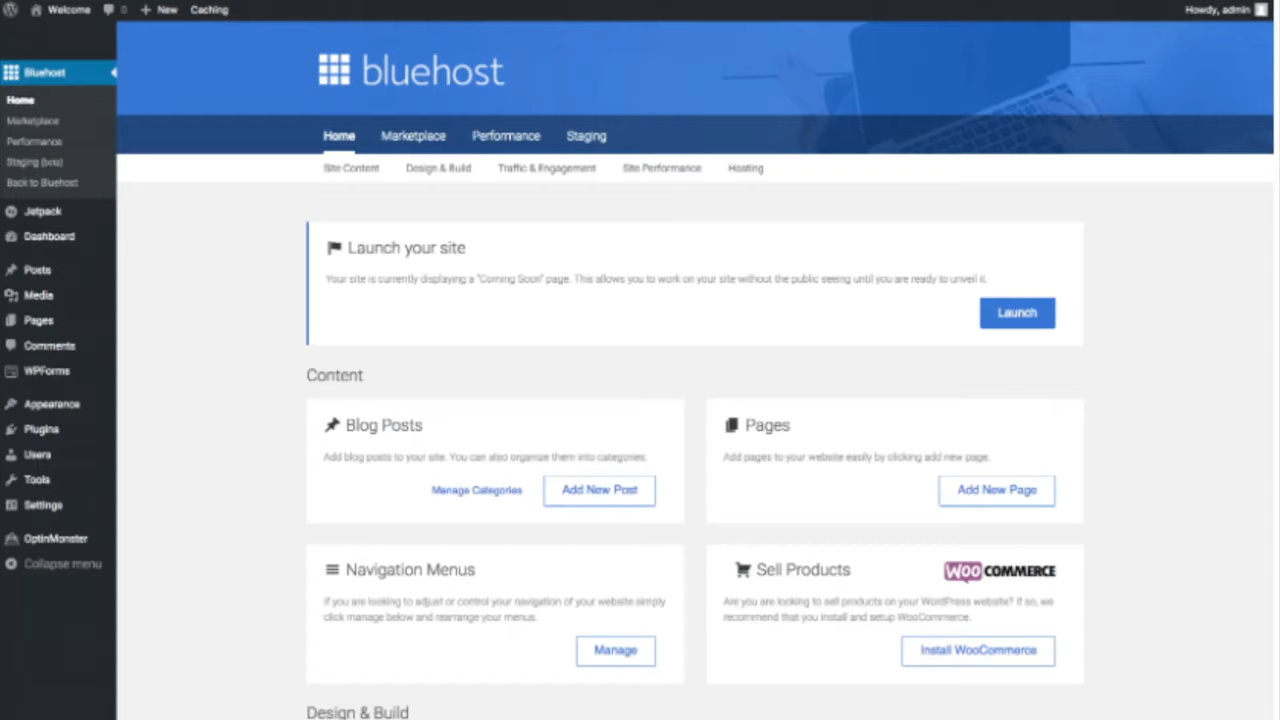 Welcome 0 New Caching Howdy, admin
Bluehost
Home
Marketplace
Performance
Staging (beta)
Back to Bluehost
Jetpack
Dashboard
Posts
Media
Pages
Comments
WPForms
Appearance
Plugins
Users
Tools
Settings
OptinMonster
Collapse menu
bluehost
Home Marketplace Performance Staging
Site Content Design & Build Traffic & Engagement Site Performance Hosting
Launch your site
Your site is currently displaying a "Coming Soon" page. This allows you to work on your site without the public seeing until you are ready to unveil it.
Launch
Content
Blog Posts
Add blog posts to your site. You can also organize them into categories.
Manage Categories Add New Post
Pages
Add pages to your website easily by clicking add new page.
Add New Page
Navigation Menus
If you are looking to adjust or control your navigation of your website simply
click manage below and rearrange your menus.
Manage
Sell Products WOOCOMMERCE
Are you are looking to sell products on your WordPress website? If so, we
recommend that you install and setup WooCommerce.
Install WooCommerce
Design & Build